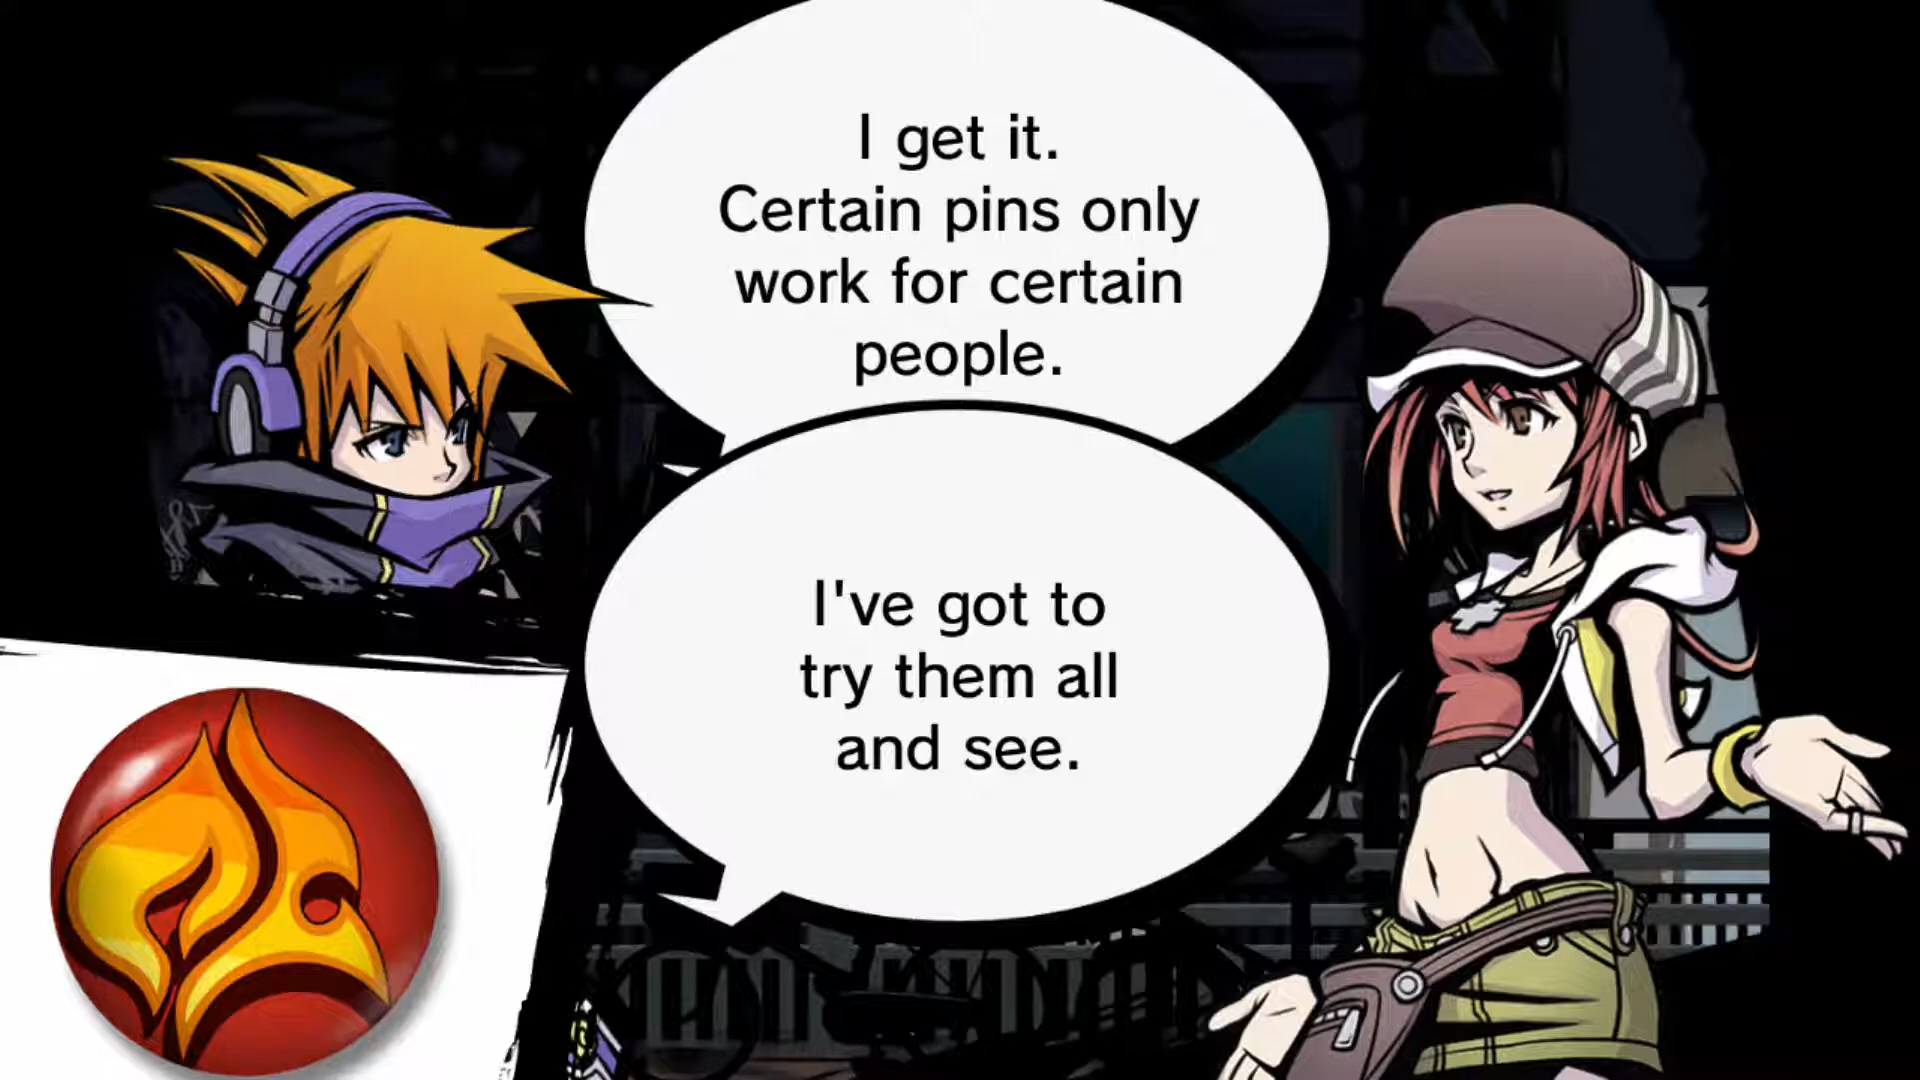 I get it.
Certain pins only
work for certain
people.
I've got to
try them all
and see.